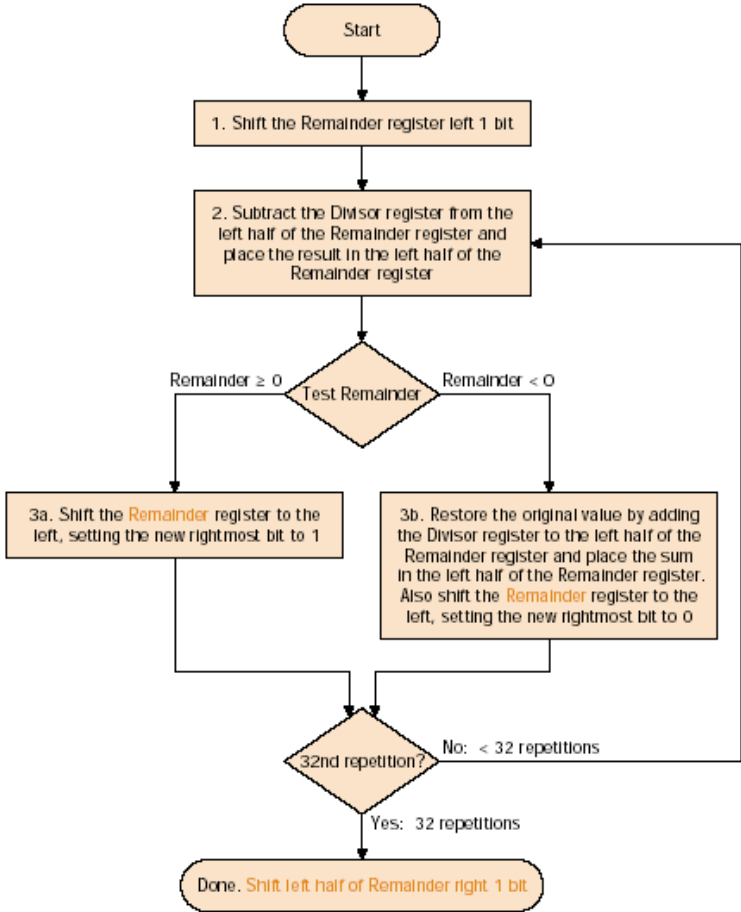 Start
1. Shift the Remainder register left 1 bit
2. Subtract the Divisor register from the
left half of the Remainder register and
place the result in the left half of the
Remainder register
Remainder ≥ 0
Test Remainder
Remainder < 0
3a. Shift the Remainder register to the
left, setting the new rightmost bit to 1
3b. Restore the original value by adding
the Divisor register to the left half of the
Remainder register and place the sum
in the left half of the Remainder register.
Also shift the Remainder register to the
left, setting the new rightmost bit to 0
32nd repetition?
No: < 32 repetitions
Yes: 32 repetitions
Done. Shift left half of Remainder right 1 bit